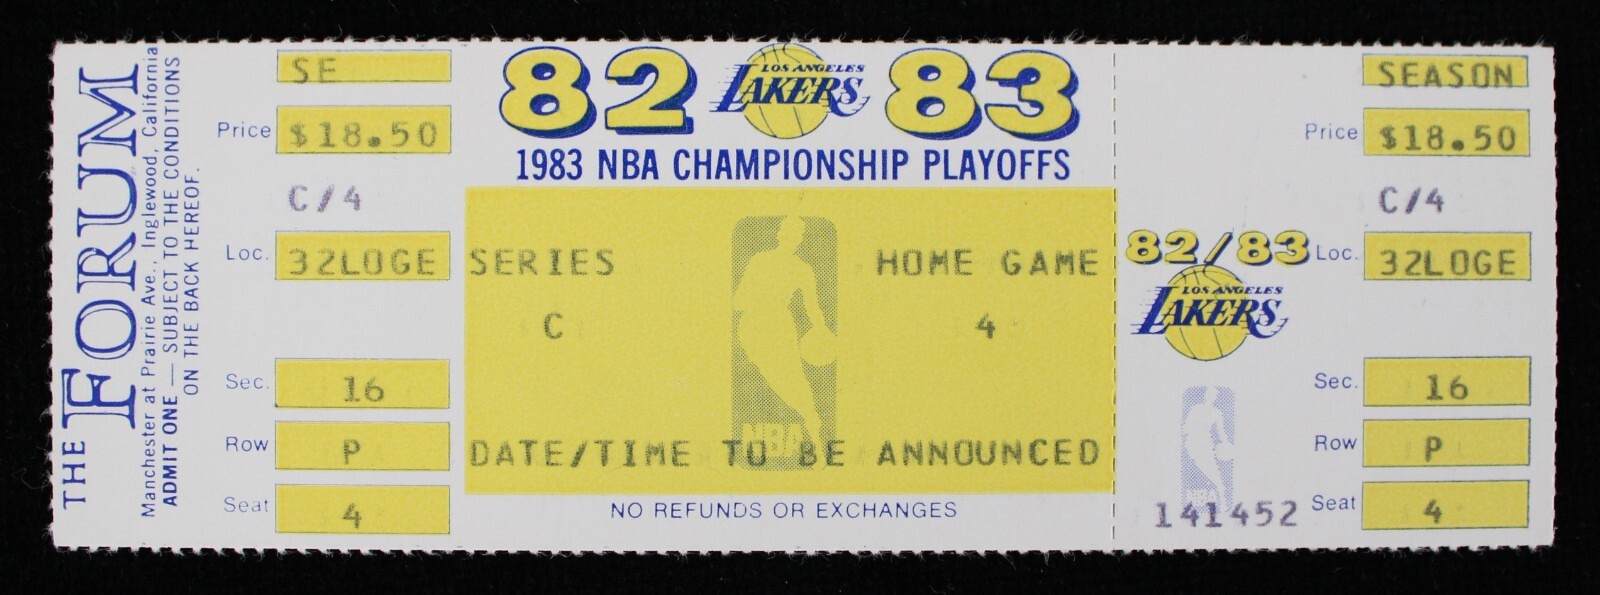 THE FORUM
Manchester at Prairie Ave., Inglewood, California
ADMIT ONE — SUBJECT TO THE CONDITIONS
ON THE BACK HEREOF.
SE
Price $18.50
C/4
Loc. 32LOGE
Sec. 16
Row P
Seat 4
82 LOS ANGELES LAKERS 83
1983 NBA CHAMPIONSHIP PLAYOFFS
SERIES HOME GAME
C 4
NBA
DATE/TIME TO BE ANNOUNCED
NO REFUNDS OR EXCHANGES
82/83
LOS ANGELES
LAKERS
NBA
141452
SEASON
Price $18.50
C/4
Loc. 32LOGE
Sec. 16
Row P
Seat 4